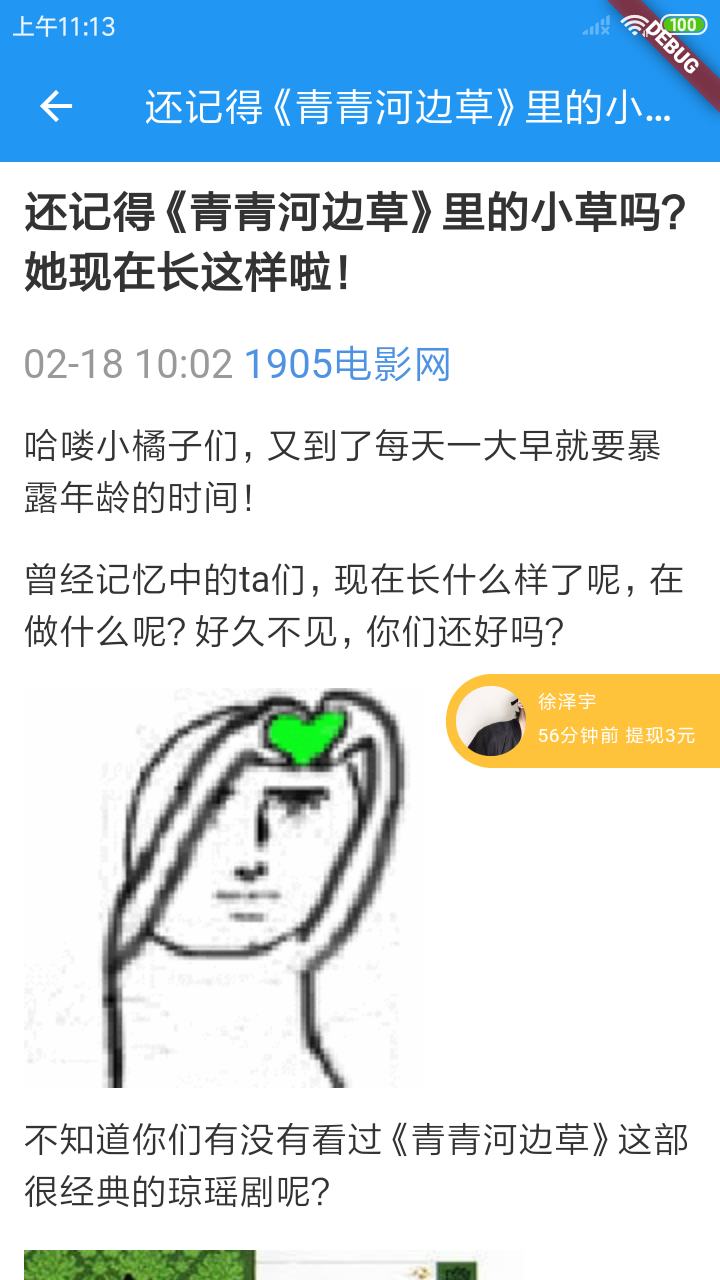 上午11:13
100
DEBUG
还记得《青青河边草》里的小...
还记得《青青河边草》里的小草吗?
她现在长这样啦!
02-18 10:02 1905电影网
哈喽小橘子们,又到了每天一大早就要暴
露年龄的时间!
曾经记忆中的ta们,现在长什么样了呢,在
做什么呢?好久不见,你们还好吗?
徐泽宇
56分钟前 提现3元
不知道你们有没有看过《青青河边草》这部
很经典的琼瑶剧呢?